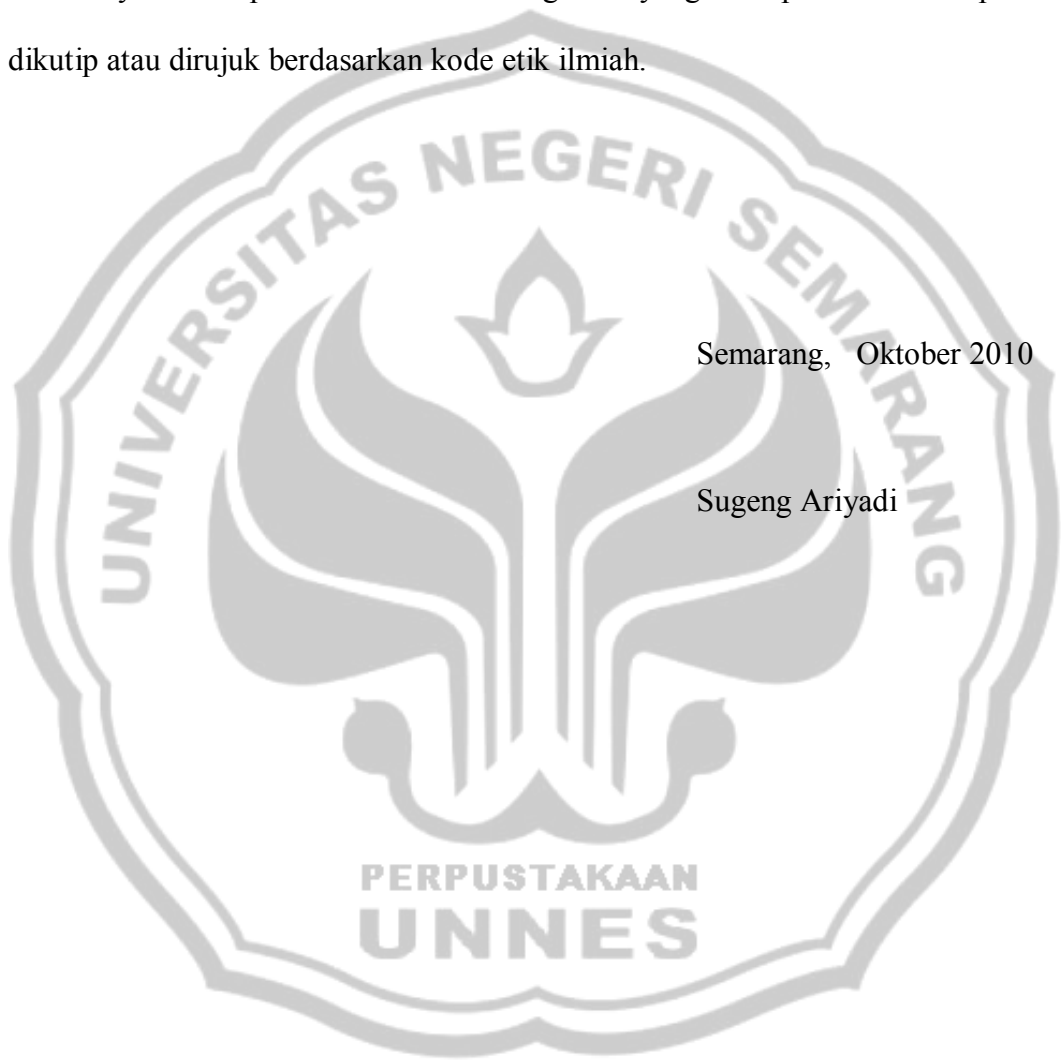 dikutip atau dirujuk berdasarkan kode etik ilmiah.
UNIVERSITAS NEGERI SEMARANG
Semarang, Oktober 2010
Sugeng Ariyadi
PERPUSTAKAAN
UNNES